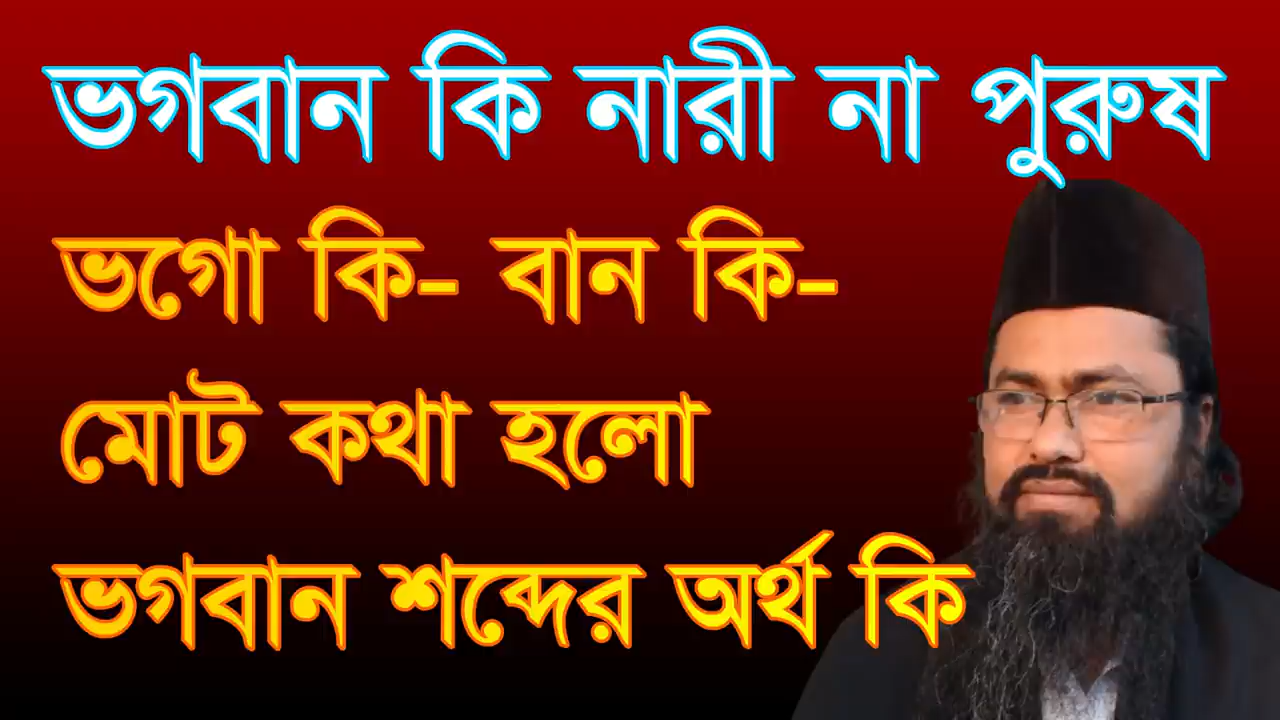 ভগবান কি নারী না পুরুষ
ভগো কি- বান কি-
মোট কথা হলো
ভগবান শব্দের অর্থ কি